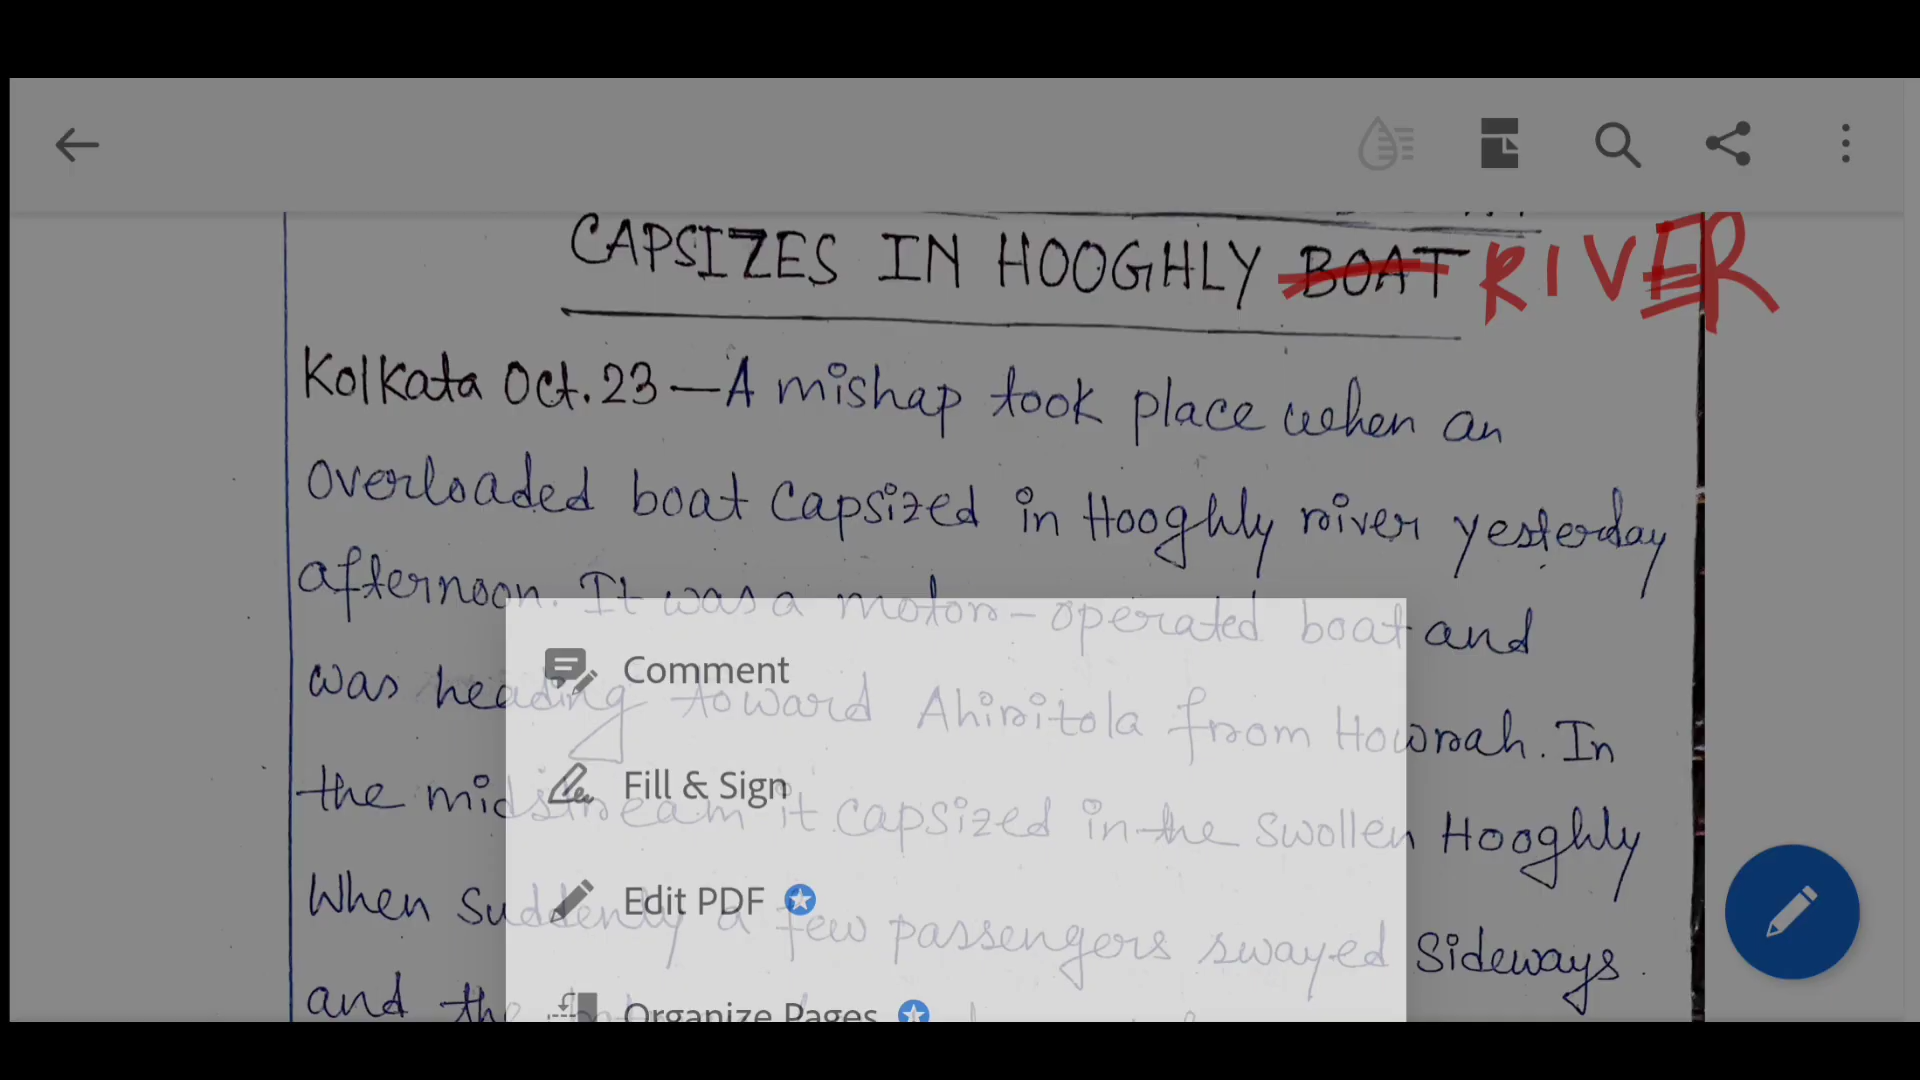 CAPSIZES IN HOOGHLY BOAT RIVER
Kolkata Oct.23 — A mishap took place when an
overloaded boat capsized in Hooghly river yesterday
afternoon. It was a motor-operated boat and
was heading toward Ahiritola from Howrah. In
the midstream it capsized in the swollen Hooghly
When suddenly a few passengers swayed sideways.
and the
Comment
Fill & Sign
Edit PDF
Organize Pages